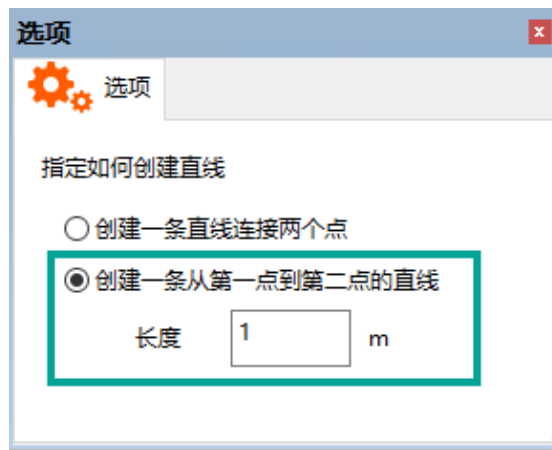 选项
选项
指定如何创建直线
创建一条直线连接两个点
创建一条从第一点到第二点的直线
长度 1 m